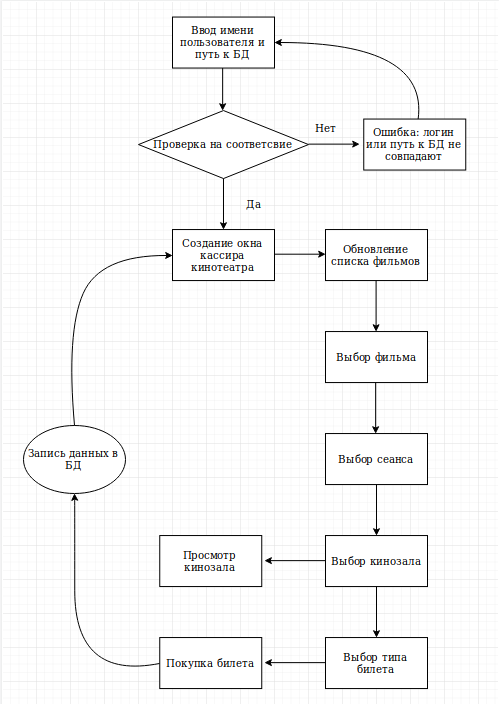 Ввод имени
пользователя и
путь к БД
Проверка на соответсвие
Нет
Ошибка: логин
или путь к БД не
совпадают
Да
Создание окна
кассира
кинотеатра
Обновление
списка фильмов
Выбор фильма
Выбор сеанса
Запись данных в
БД
Просмотр
кинозала
Выбор кинозала
Покупка билета
Выбор типа
билета